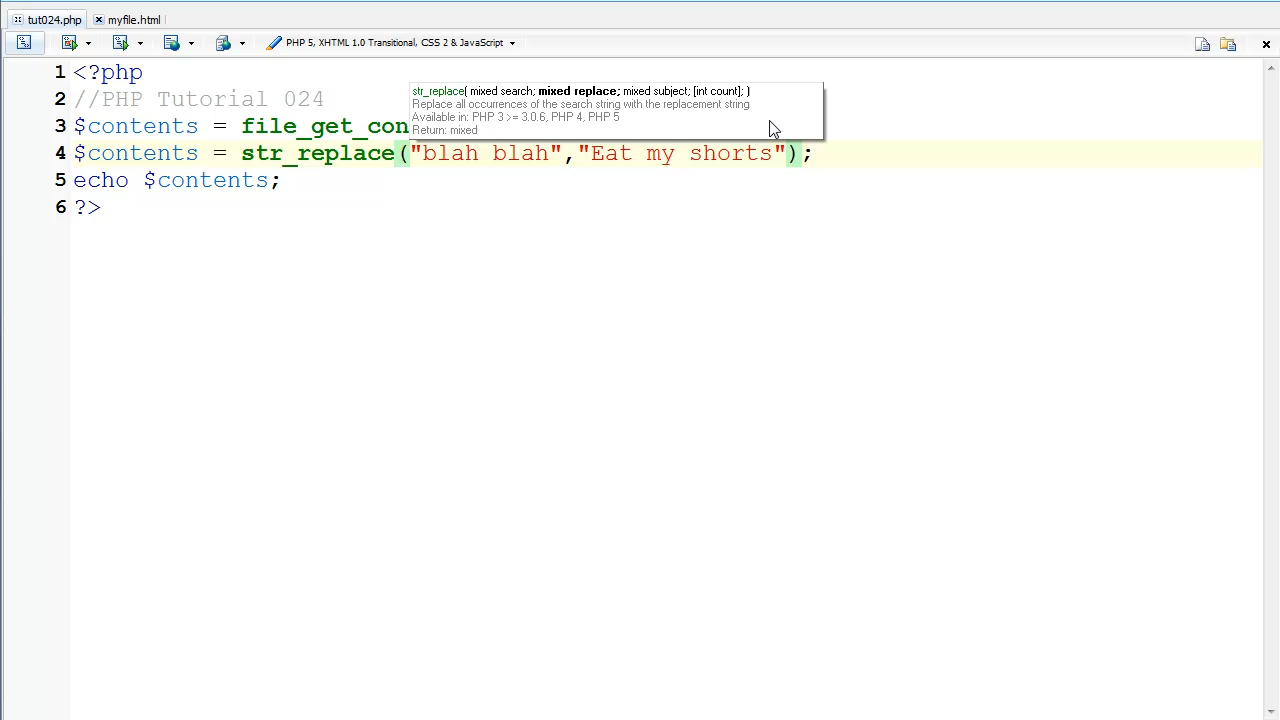 tut024.php myfile.html
PHP 5, XHTML 1.0 Transitional, CSS 2 & JavaScript
1 <?php
2 //PHP Tutorial 024
str_replace( mixed search; mixed replace; mixed subject; [int count]; )
Replace all occurrences of the search string with the replacement string
Available in: PHP 3 >= 3.0.6, PHP 4, PHP 5
Return: mixed
3 $contents = file_get_con
4 $contents = str_replace("blah blah","Eat my shorts");
5 echo $contents;
6 ?>